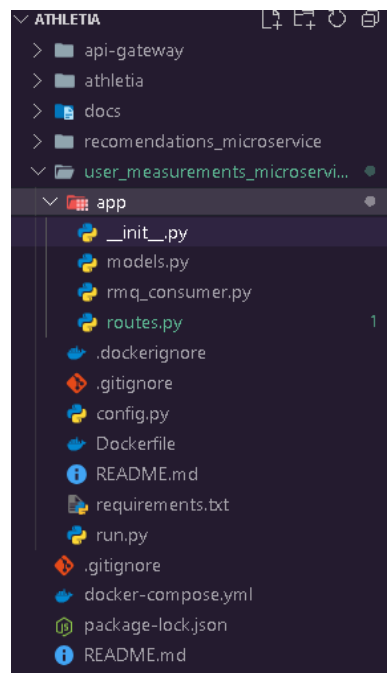 ATHLETIA
api-gateway
athletia
docs
recomendations_microservice
user_measurements_microservi...
app
__init__.py
models.py
rmq_consumer.py
routes.py 1
.dockerignore
.gitignore
config.py
Dockerfile
README.md
requirements.txt
run.py
.gitignore
docker-compose.yml
package-lock.json
README.md